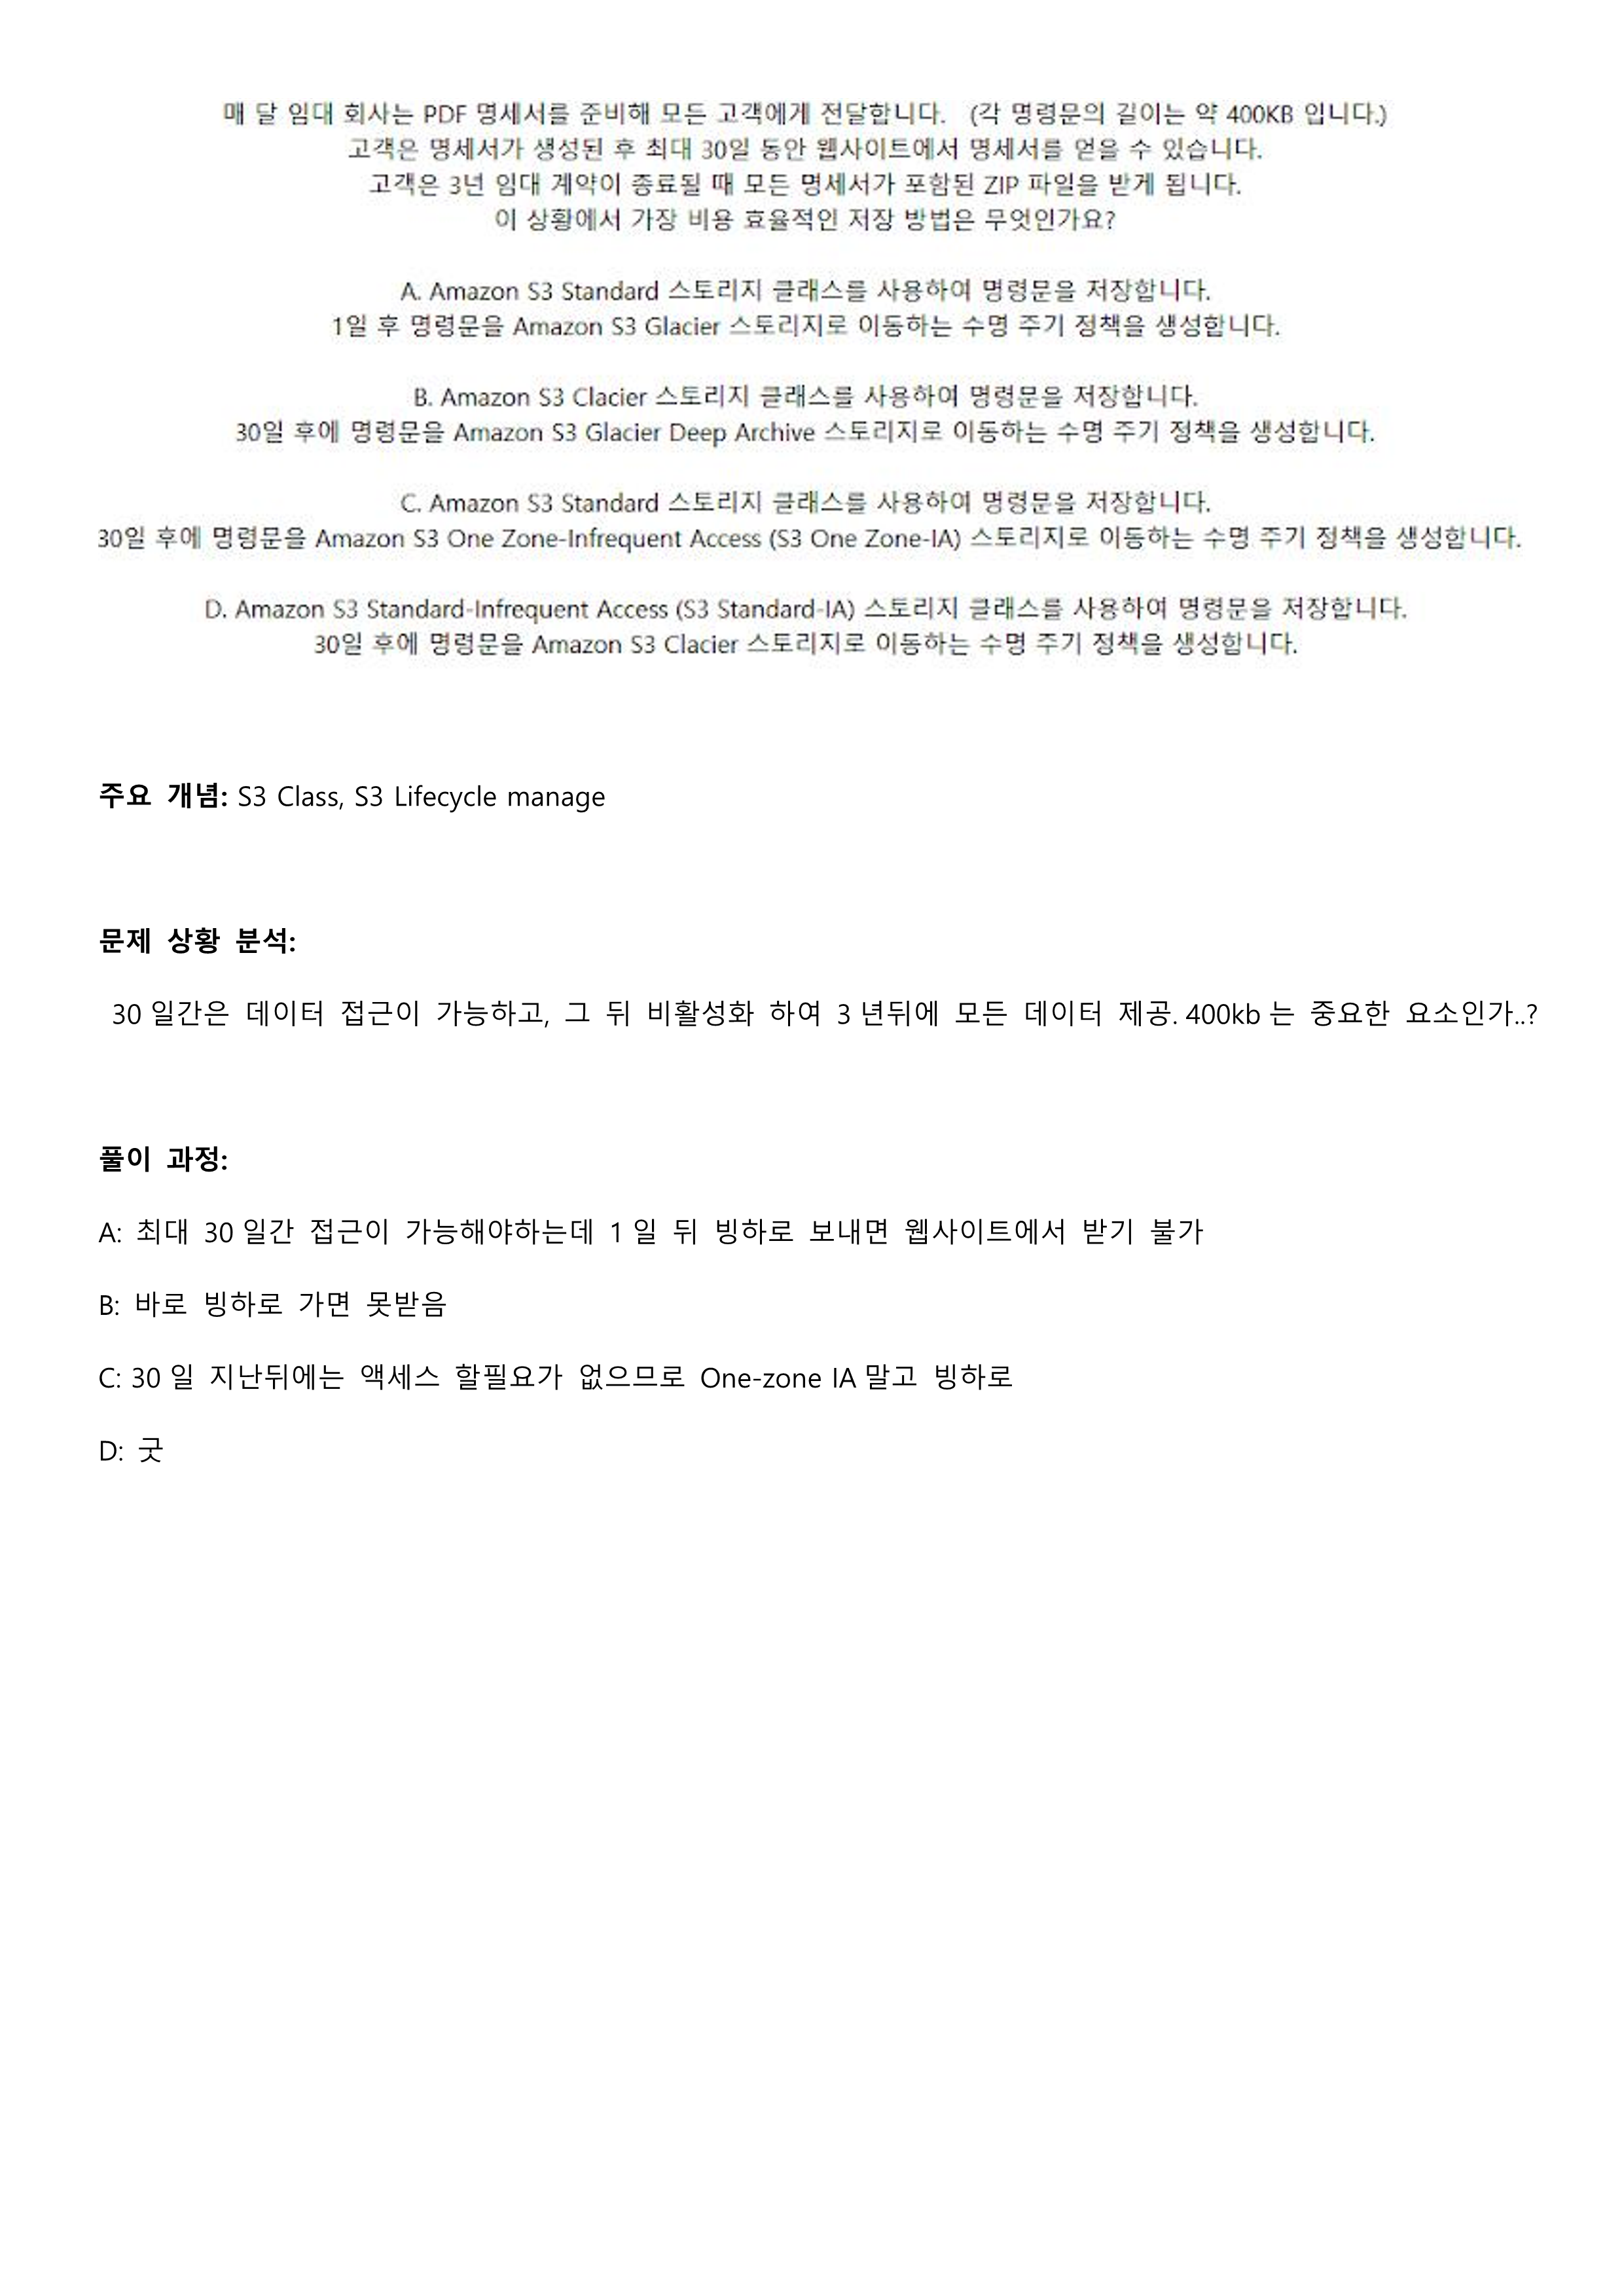 매 달 임대 회사는 PDF 명세서를 준비해 모든 고객에게 전달합니다. (각 명령문의 길이는 약 400KB 입니다.)
고객은 명세서가 생성된 후 최대 30일 동안 웹사이트에서 명세서를 얻을 수 있습니다.
고객은 3년 임대 계약이 종료될 때 모든 명세서가 포함된 ZIP 파일을 받게 됩니다.
이 상황에서 가장 비용 효율적인 저장 방법은 무엇인가요?
A. Amazon S3 Standard 스토리지 클래스를 사용하여 명령문을 저장합니다.
1일 후 명령문을 Amazon S3 Glacier 스토리지로 이동하는 수명 주기 정책을 생성합니다.
B. Amazon S3 Clacier 스토리지 클래스를 사용하여 명령문을 저장합니다.
30일 후에 명령문을 Amazon S3 Glacier Deep Archive 스토리지로 이동하는 수명 주기 정책을 생성합니다.
C. Amazon S3 Standard 스토리지 클래스를 사용하여 명령문을 저장합니다.
30일 후에 명령문을 Amazon S3 One Zone-Infrequent Access (S3 One Zone-IA) 스토리지로 이동하는 수명 주기 정책을 생성합니다.
D. Amazon S3 Standard-Infrequent Access (S3 Standard-IA) 스토리지 클래스를 사용하여 명령문을 저장합니다.
30일 후에 명령문을 Amazon S3 Clacier 스토리지로 이동하는 수명 주기 정책을 생성합니다.
주요 개념: S3 Class, S3 Lifecycle manage
문제 상황 분석:
30 일간은 데이터 접근이 가능하고, 그 뒤 비활성화 하여 3 년뒤에 모든 데이터 제공. 400kb 는 중요한 요소인가..?
풀이 과정:
A: 최대 30 일간 접근이 가능해야하는데 1 일 뒤 빙하로 보내면 웹사이트에서 받기 불가
B: 바로 빙하로 가면 못받음
C: 30 일 지난뒤에는 액세스 할필요가 없으므로 One-zone IA 말고 빙하로
D: 굿